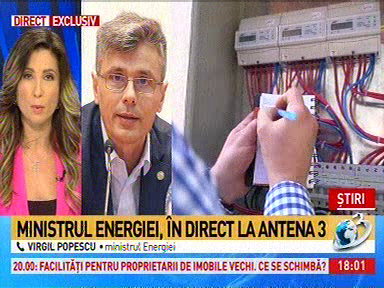 DIRECT EXCLUSIV
ȘTIRI
MINISTRUL ENERGIEI, ÎN DIRECT LA ANTENA 3
VIRGIL POPESCU - ministrul Energiei
3
20.00: FACILITĂȚI PENTRU PROPRIETARII DE IMOBILE VECHI. CE SE SCHIMBĂ? 18:01